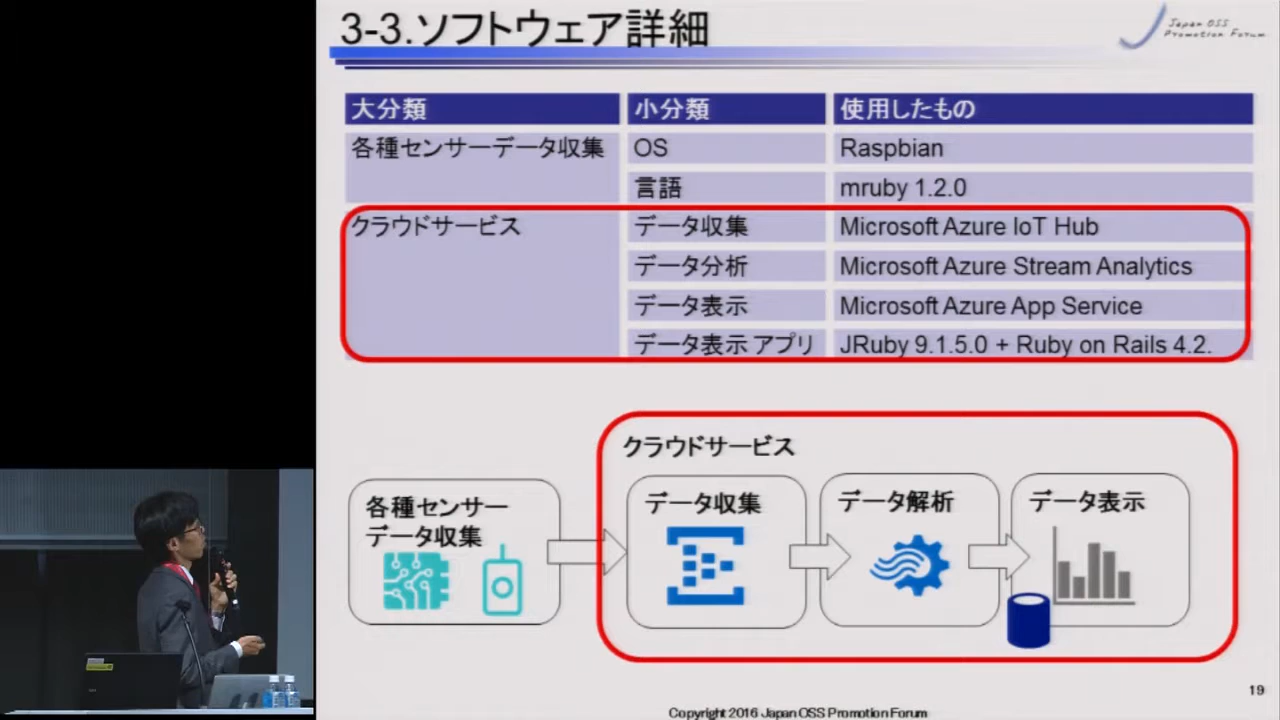 3-3.ソフトウェア詳細
Japan OSS
Promotion Forum
大分類 小分類 使用したもの
各種センサーデータ収集 OS Raspbian
言語 mruby 1.2.0
クラウドサービス データ収集 Microsoft Azure IoT Hub
データ分析 Microsoft Azure Stream Analytics
データ表示 Microsoft Azure App Service
データ表示 アプリ JRuby 9.1.5.0 + Ruby on Rails 4.2.
クラウドサービス
各種センサー
データ収集
データ収集
データ解析
データ表示
19
Copyright 2016 Japan OSS Promotion Forum